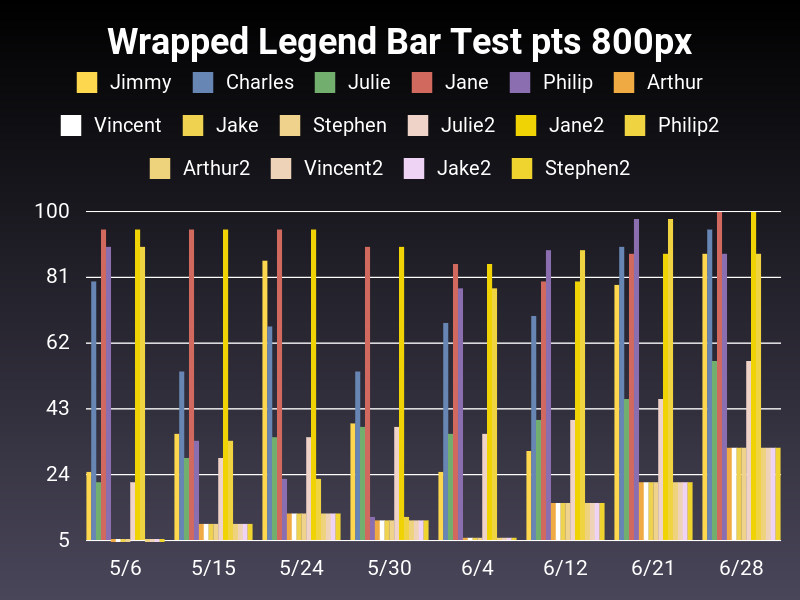 Wrapped Legend Bar Test pts 800px
Jimmy Charles Julie Jane Philip Arthur
Vincent Jake Stephen Julie2 Jane2 Philip2
Arthur2 Vincent2 Jake2 Stephen2
100
81
62
43
24
5
5/6 5/15 5/24 5/30 6/4 6/12 6/21 6/28